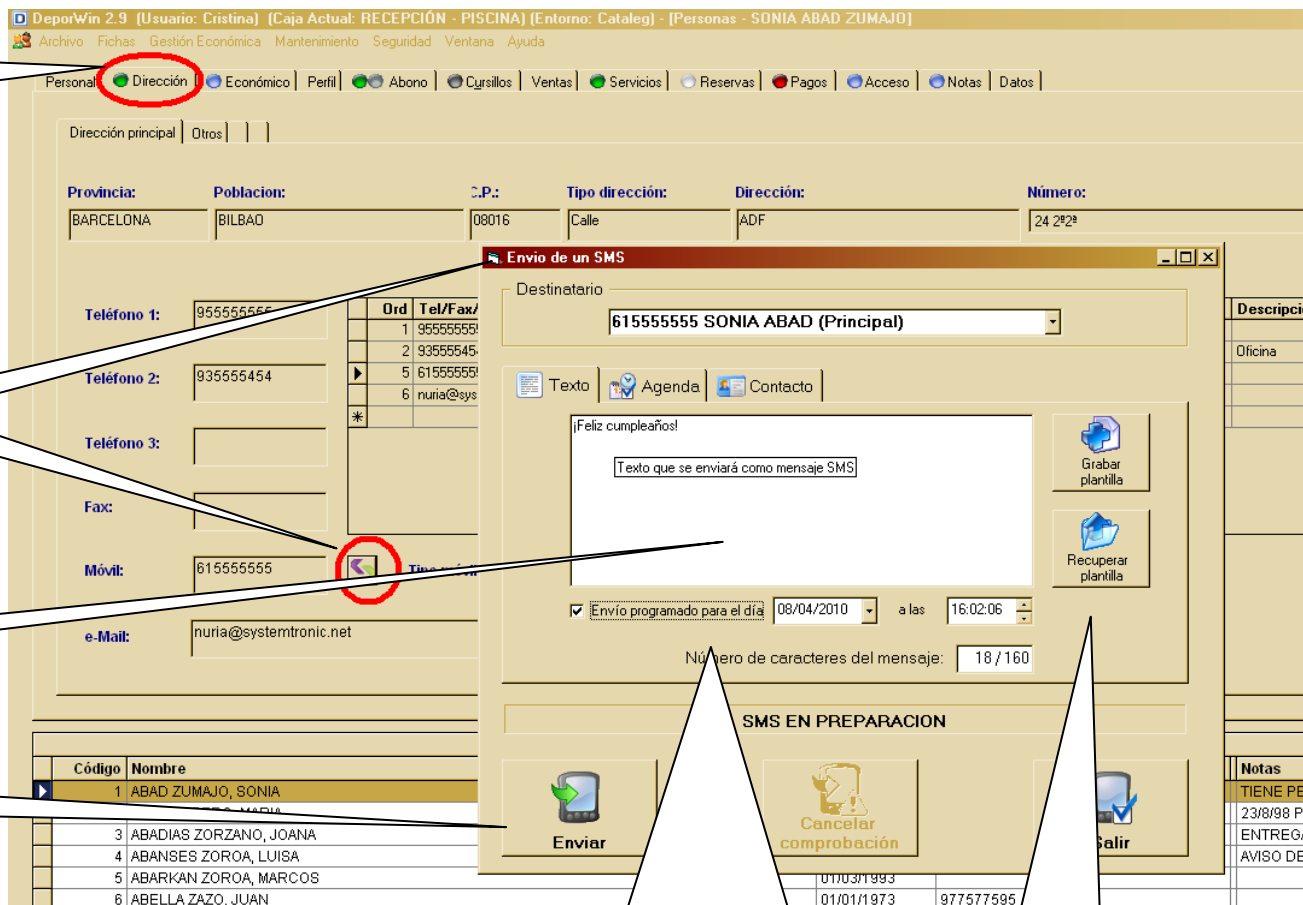 DeporWin 2.9 (Usuario: Cristina) (Caja Actual: RECEPCIÓN - PISCINA) (Entorno: Cataleg) - [Personas - SONIA ABAD ZUMAJO]
Archivo Fichas Gestión Económica Mantenimiento Seguridad Ventana Ayuda
Personal Dirección Económico Perfil Abono Cursillos Ventas Servicios Reservas Pagos Acceso Notas Datos
Dirección principal Otros
Provincia: Poblacion: C.P.: Tipo dirección: Dirección: Número:
BARCELONA BILBAO 08016 Calle ADF 24 2º2ª
Envio de un SMS
Destinatario
615555555 SONIA ABAD (Principal)
Teléfono 1: 955555555
Teléfono 2: 935555454
Teléfono 3:
Fax:
Móvil: 615555555
e-Mail: nuria@systemtronic.net
Ord Tel/Fax/ Descripci
1 955555555
2 93555545 Oficina
5 61555555
6 nuria@sys
*
Texto Agenda Contacto
¡Feliz cumpleaños!
Texto que se enviará como mensaje SMS
Grabar
plantilla
Recuperar
plantilla
Envío programado para el día 08/04/2010 a las 16:02:06
Número de caracteres del mensaje: 18/160
SMS EN PREPARACION
Enviar
Cancelar
comprobación
Salir
Código Nombre Notas
1 ABAD ZUMAJO, SONIA TIENE PE
23/8/98 P
3 ABADIAS ZORZANO, JOANA ENTREG
4 ABANSES ZOROA, LUISA AVISO DE
5 ABARKAN ZOROA, MARCOS 01/03/1993
6 ABELLA ZAZO, JUAN 01/01/1973 977577595